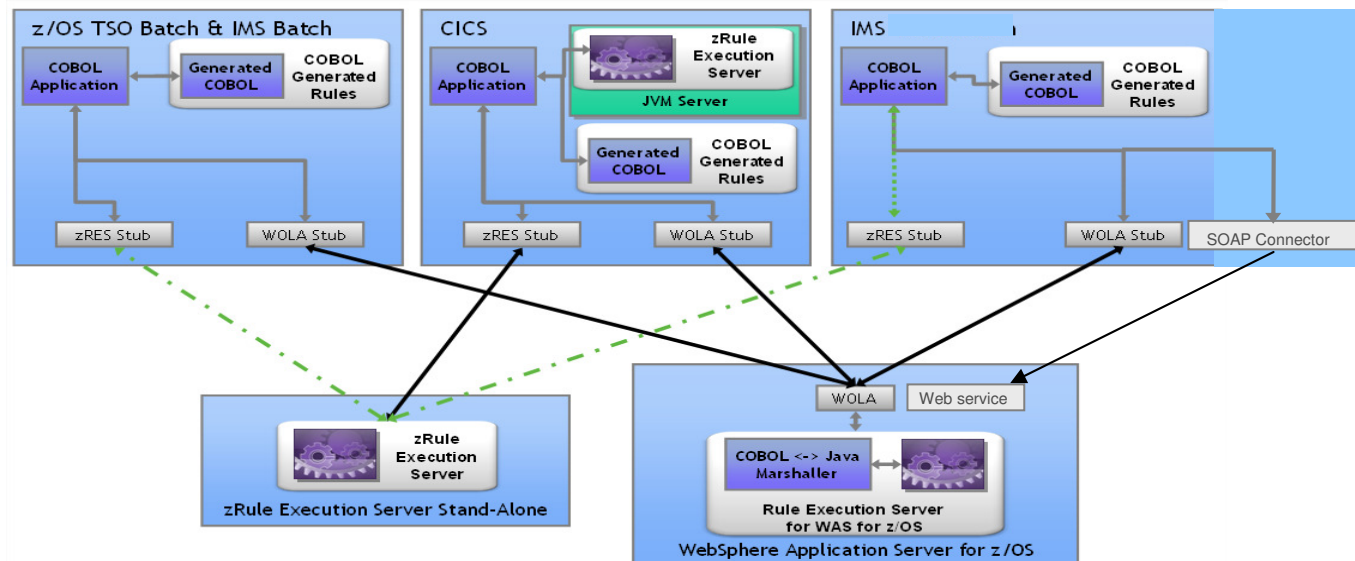 z/OS TSO Batch & IMS Batch
COBOL
Application
Generated
COBOL
COBOL
Generated
Rules
zRES Stub
WOLA Stub
CICS
COBOL
Application
zRule
Execution
Server
JVM Server
Generated
COBOL
COBOL
Generated
Rules
zRES Stub
WOLA Stub
IMS
COBOL
Application
Generated
COBOL
COBOL
Generated
Rules
zRES Stub
WOLA Stub
SOAP Connector
zRule
Execution
Server
zRule Execution Server Stand-Alone
WOLA
Web service
COBOL <-> Java
Marshaller
Rule Execution Server
for WAS for z/OS
WebSphere Application Server for z/OS